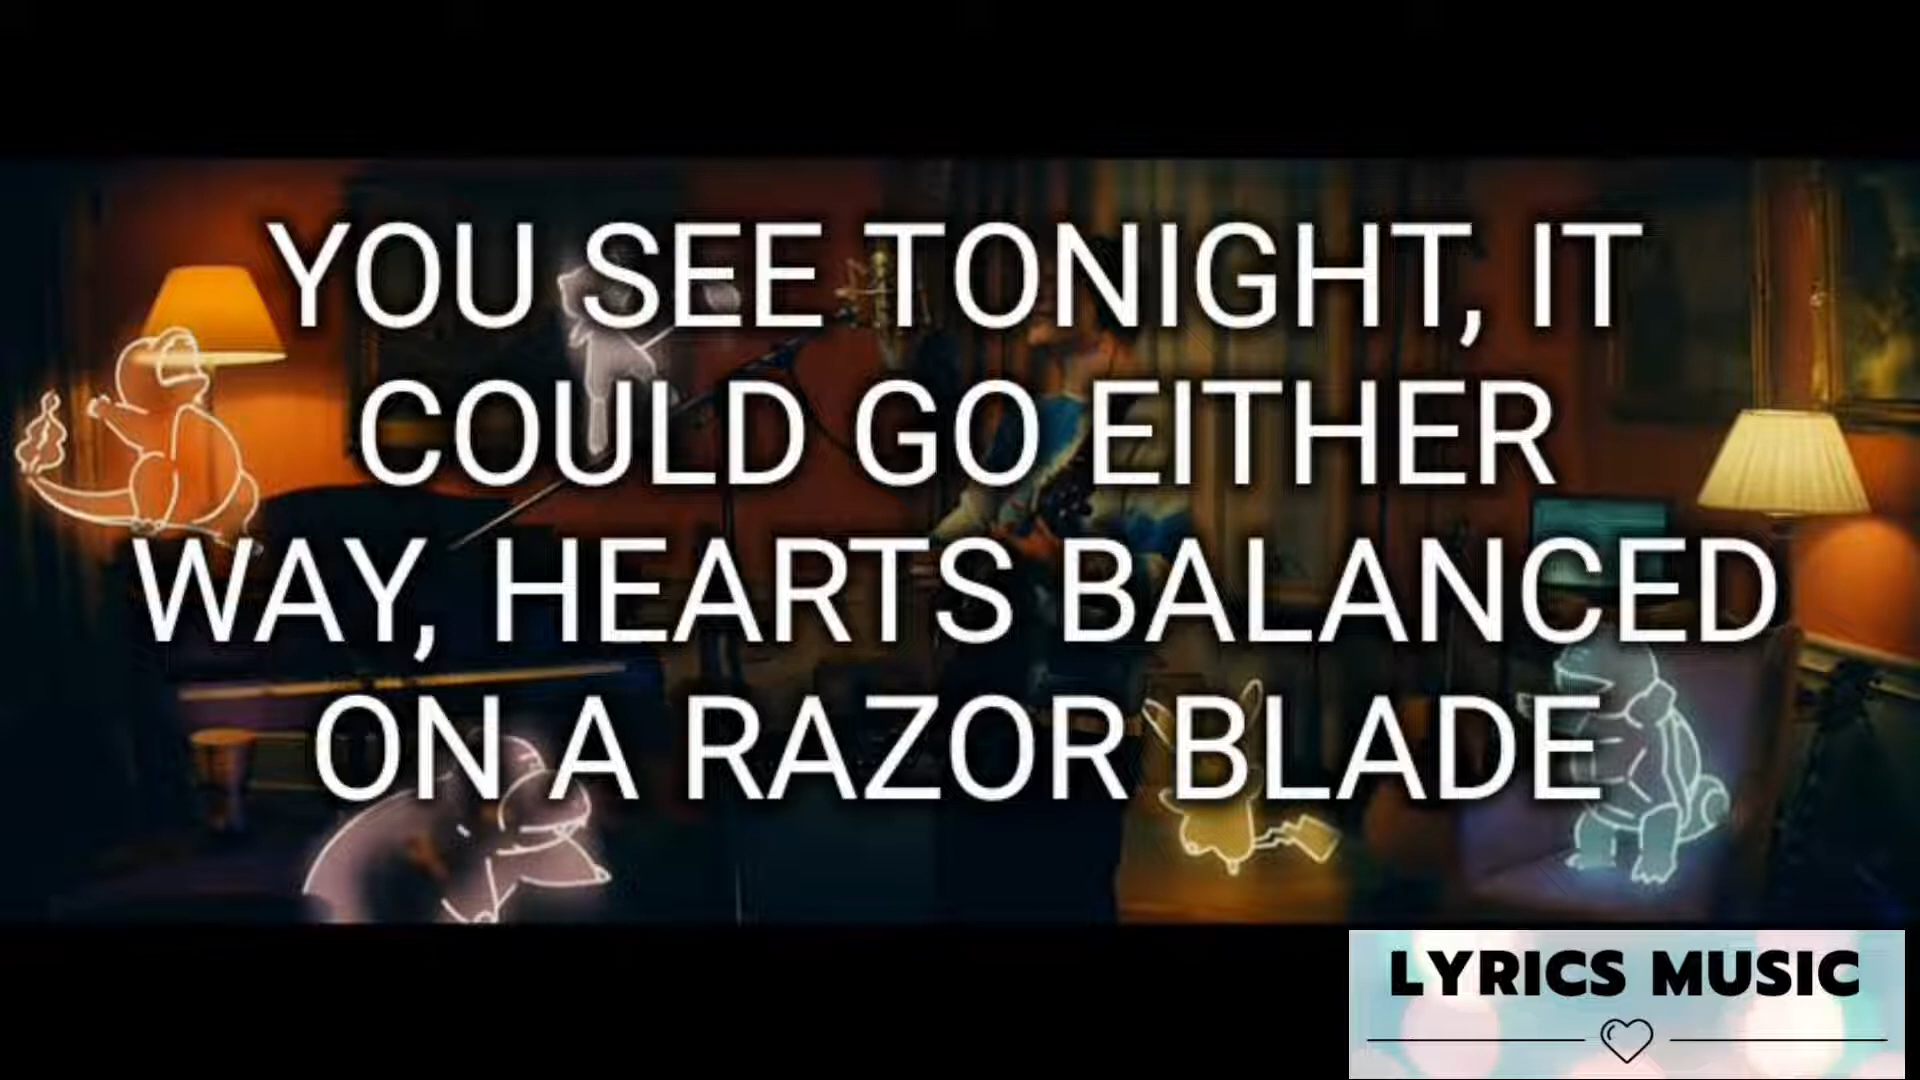 YOU SEE TONIGHT, IT
COULD GO EITHER
WAY, HEARTS BALANCED
ON A RAZOR BLADE
LYRICS MUSIC